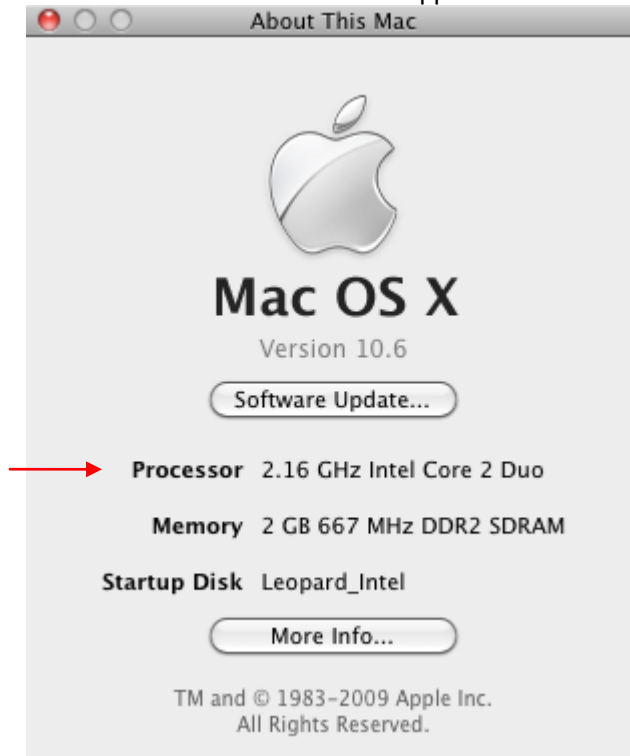 About This Mac
Mac OS X
Version 10.6
Software Update...
Processor 2.16 GHz Intel Core 2 Duo
Memory 2 GB 667 MHz DDR2 SDRAM
Startup Disk Leopard_Intel
More Info...
TM and © 1983–2009 Apple Inc.
All Rights Reserved.